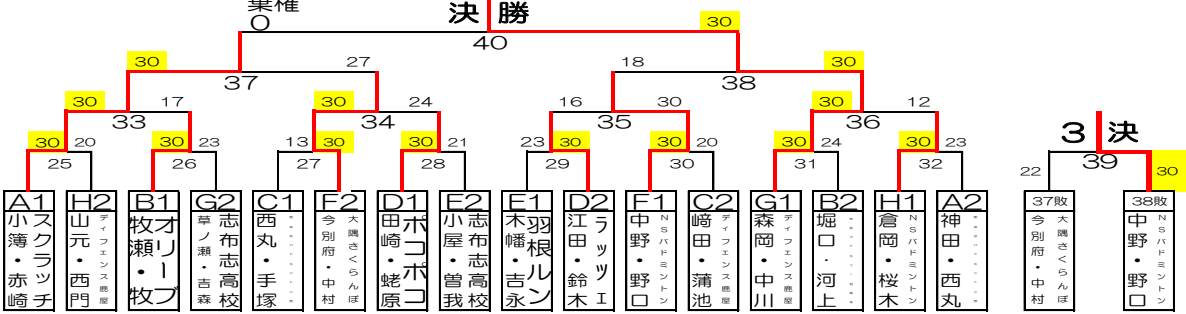 棄権
0
決勝
30
40
30
27
18
30
37
38
30
17
30
24
16
30
30
12
33
34
35
36
3決
30
20
30
23
13
30
30
21
23
30
30
20
30
24
30
23
25
26
27
28
29
30
31
32
39
22
30
A1
スクラッチ
小簿・赤崎
H2
ディフェンス鹿屋
山元・西門
B1
オリーブ
牧瀬・牧
G2
志布志高校
草ノ瀬・吉森
C1
西丸・手塚
F2
大隅さくらんぼ
今別府・中村
D1
ポコポコ
田崎・蛯原
E2
志布志高校
小屋・曽我
E1
羽根ルン
木幡・吉永
D2
ラッツェ
江田・鈴木
F1
NSバドミントン
中野・野口
C2
ディフェンス鹿屋
﨑田・蒲池
G1
ディフェンス鹿屋
森岡・中川
B2
堀口・河上
H1
NSバドミントン
倉岡・桜木
A2
神田・西丸
37敗
大隅さくらんぼ
今別府・中村
38敗
NSバドミントン
中野・野口